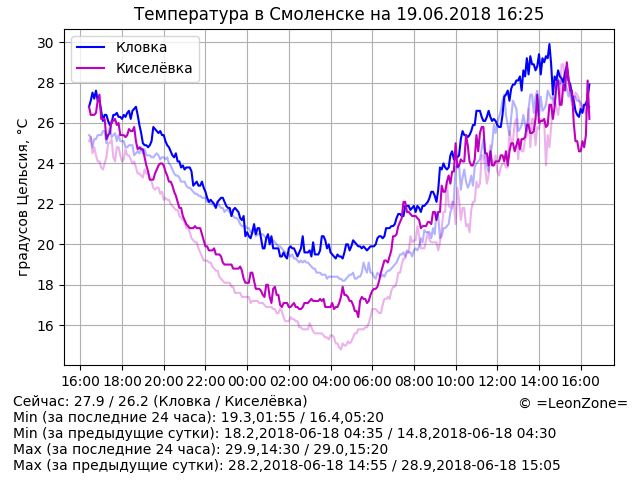 Температура в Смоленске на 19.06.2018 16:25
Кловка
Киселёвка
градусов Цельсия, °C
30
28
26
24
22
20
18
16
16:00 18:00 20:00 22:00 00:00 02:00 04:00 06:00 08:00 10:00 12:00 14:00 16:00
Сейчас: 27.9 / 26.2 (Кловка / Киселёвка)
© =LeonZone=
Min (за последние 24 часа): 19.3,01:55 / 16.4,05:20
Min (за предыдущие сутки): 18.2,2018-06-18 04:35 / 14.8,2018-06-18 04:30
Max (за последние 24 часа): 29.9,14:30 / 29.0,15:20
Max (за предыдущие сутки): 28.2,2018-06-18 14:55 / 28.9,2018-06-18 15:05